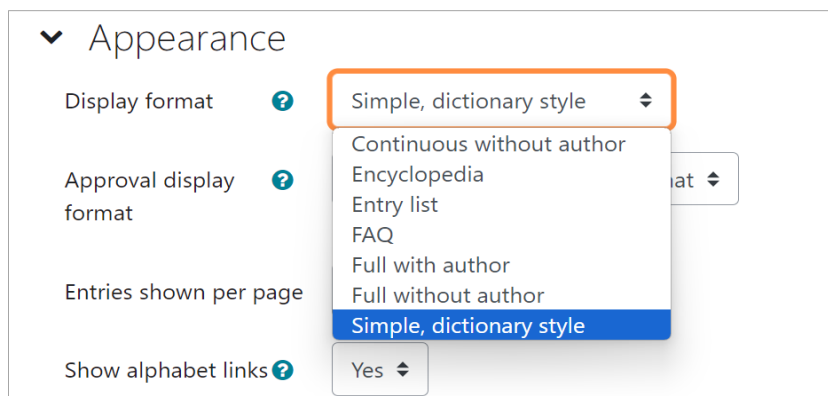 Appearance
Display format ? Simple, dictionary style
Continuous without author
Encyclopedia
Approval display ?
format
Entry list
FAQ
Full with author
Entries shown per page
Full without author
Simple, dictionary style
Show alphabet links ? Yes